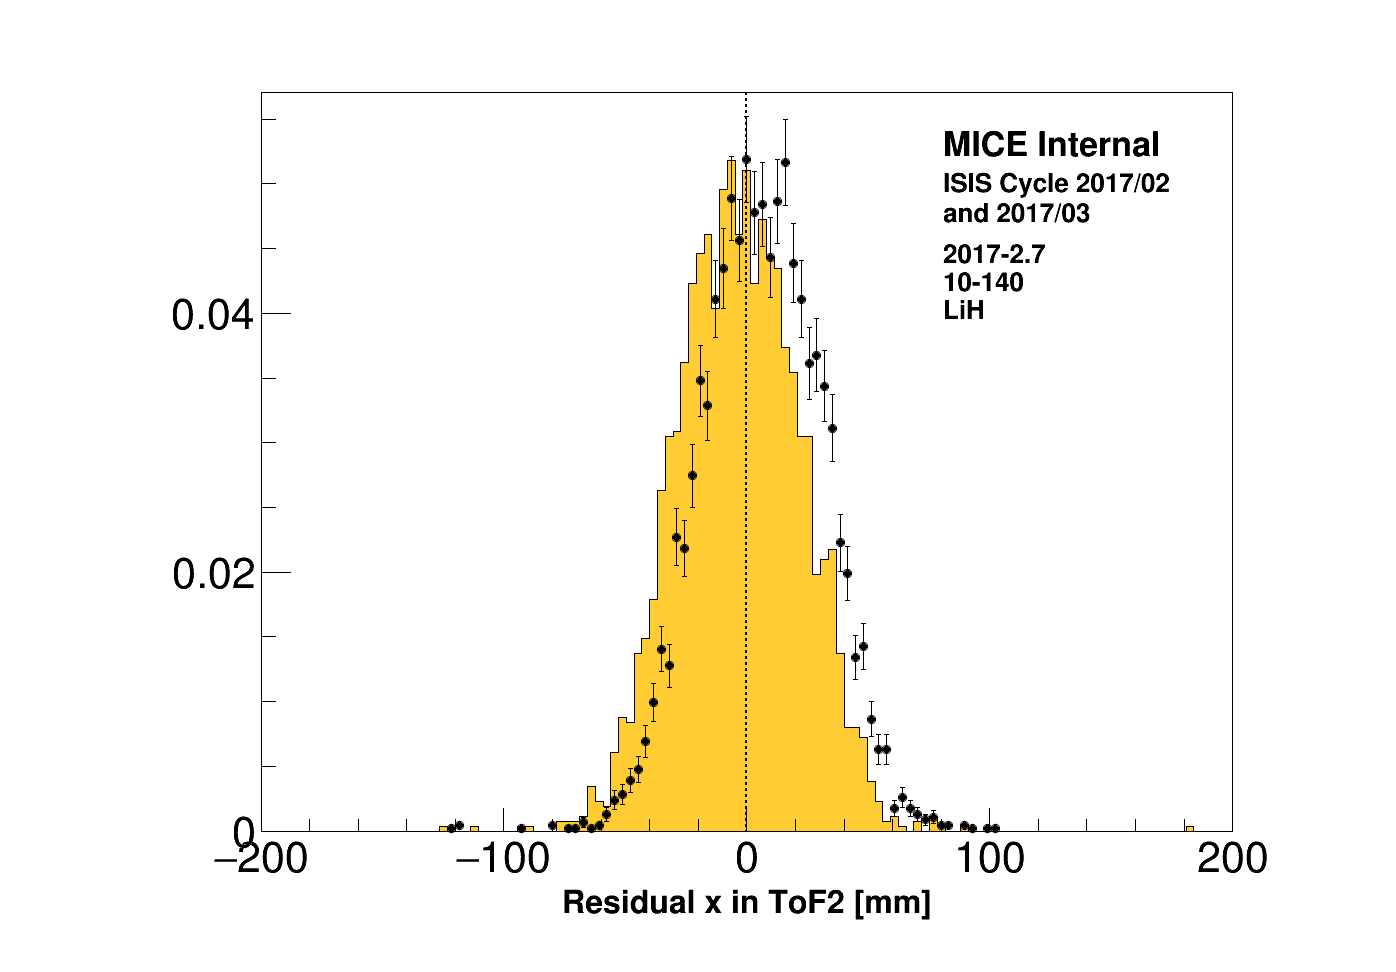 MICE Internal
ISIS Cycle 2017/02
and 2017/03
2017-2.7
10-140
LiH
0.04
0.02
0
−200 −100 0 100 200
Residual x in ToF2 [mm]